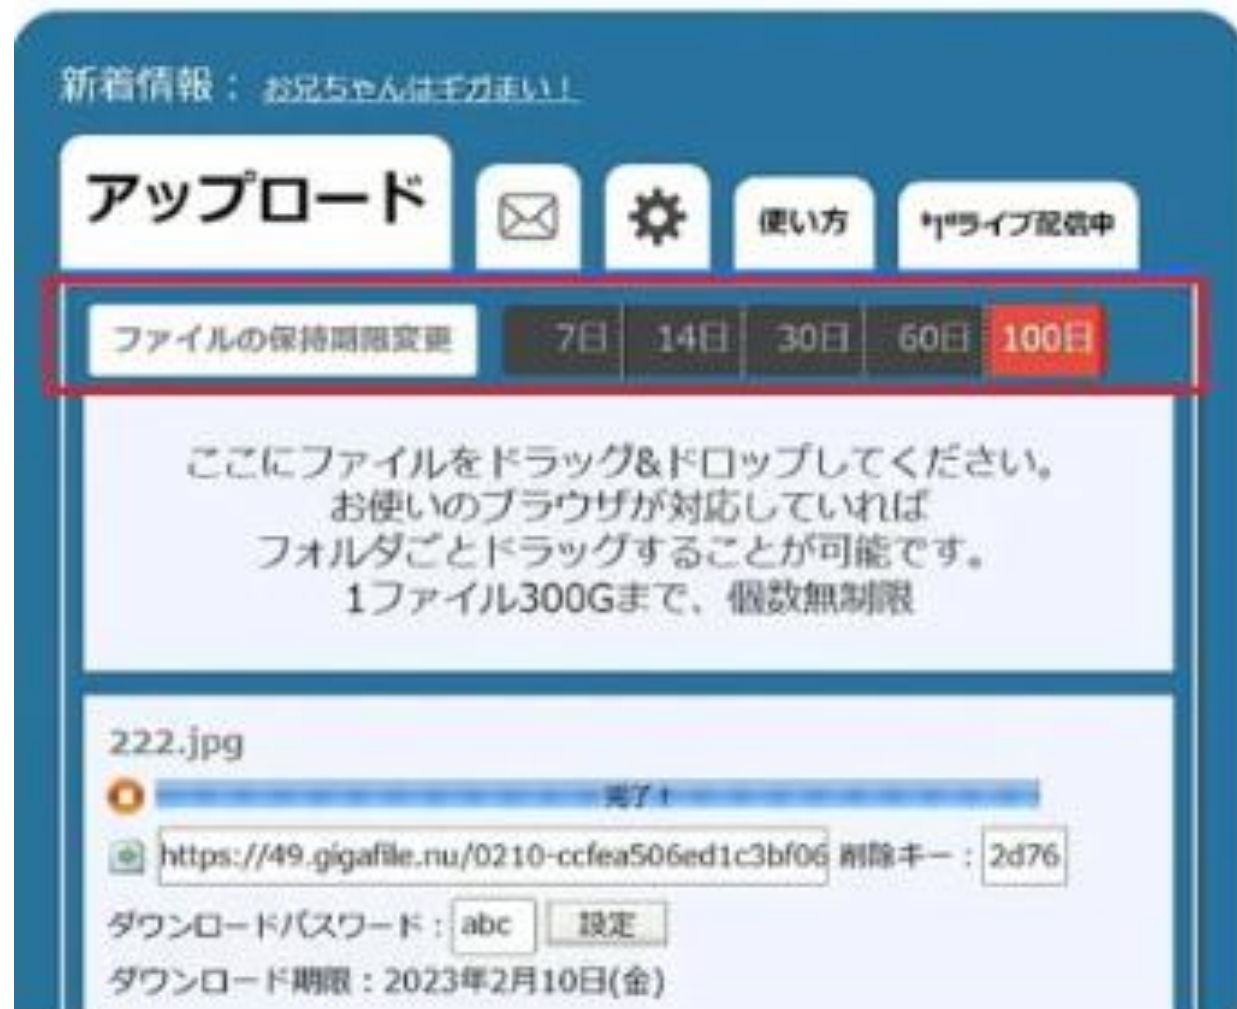 新着情報： お兄ちゃんはギガまい！
アップロード
使い方
ライブ配信中
ファイルの保持期限変更 7日 14日 30日 60日 100日
ここにファイルをドラッグ&ドロップしてください。
お使いのブラウザが対応していれば
フォルダごとドラッグすることが可能です。
1ファイル300Gまで、個数無制限
222.jpg
完了！
https://49.gigafile.nu/0210-ccfea506ed1c3bf06 削除キー：2d76
ダウンロードパスワード：abc 設定
ダウンロード期限：2023年2月10日(金)